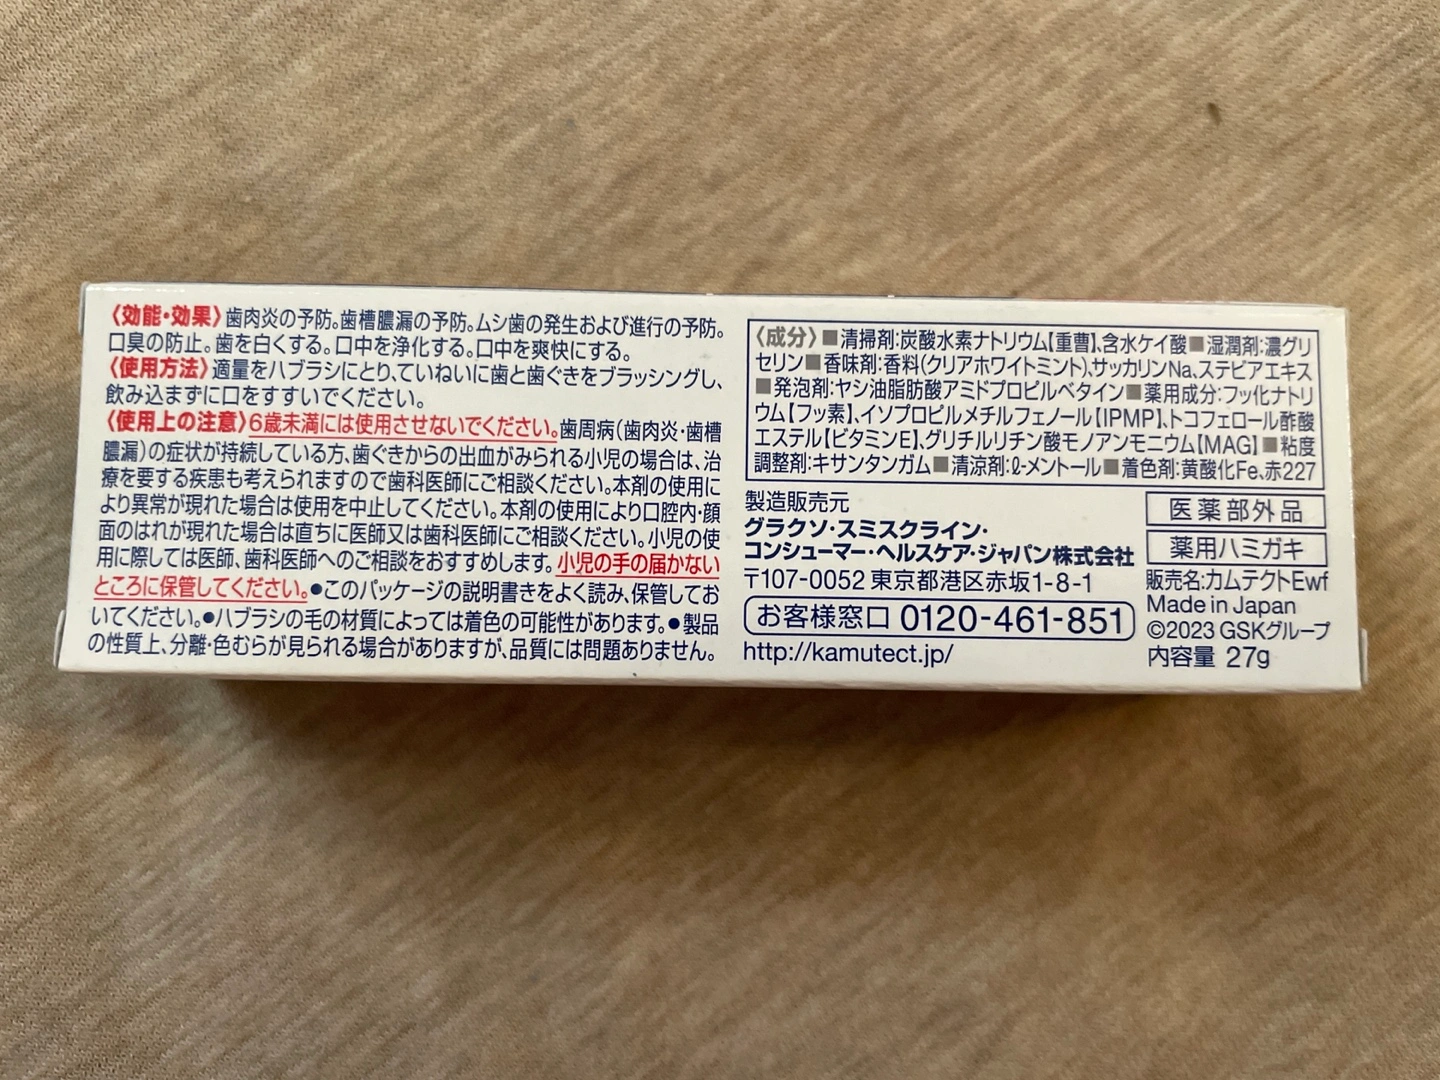 〈効能・効果〉歯肉炎の予防。歯槽膿漏の予防。ムシ歯の発生および進行の予防。
口臭の防止。歯を白くする。口中を浄化する。口中を爽快にする。
〈使用方法〉適量をハブラシにとり、ていねいに歯と歯ぐきをブラッシングし、
飲み込まずに口をすすいでください。
〈使用上の注意〉6歳未満には使用させないでください。歯周病（歯肉炎・歯槽
膿漏）の症状が持続している方、歯ぐきからの出血がみられる小児の場合は、治
療を要する疾患も考えられますので歯科医師にご相談ください。本剤の使用に
より異常が現れた場合は使用を中止してください。本剤の使用により口腔内・顔
面のはれが現れた場合は直ちに医師又は歯科医師にご相談ください。小児の使
用に際しては医師、歯科医師へのご相談をおすすめします。小児の手の届かない
ところに保管してください。●このパッケージの説明書きをよく読み、保管してお
いてください。●ハブラシの毛の材質によっては着色の可能性があります。●製品
の性質上、分離・色むらが見られる場合がありますが、品質には問題ありません。
〈成分〉■清掃剤:炭酸水素ナトリウム【重曹】、含水ケイ酸■湿潤剤:濃グリ
セリン■香味剤:香料(クリアホワイトミント)、サッカリンNa、ステビアエキス
■発泡剤:ヤシ油脂肪酸アミドプロピルベタイン■薬用成分:フッ化ナトリ
ウム【フッ素】、イソプロピルメチルフェノール【IPMP】、トコフェロール酢酸
エステル【ビタミンE】、グリチルリチン酸モノアンモニウム【MAG】■粘度
調整剤:キサンタンガム■清涼剤:ℓ-メントール■着色剤:黄酸化Fe、赤227
製造販売元
グラクソ・スミスクライン・
コンシューマー・ヘルスケア・ジャパン株式会社
〒107-0052 東京都港区赤坂1-8-1
お客様窓口 0120-461-851
http://kamutect.jp/
医薬部外品
薬用ハミガキ
販売名:カムテクトEwf
Made in Japan
©2023 GSKグループ
内容量 27g